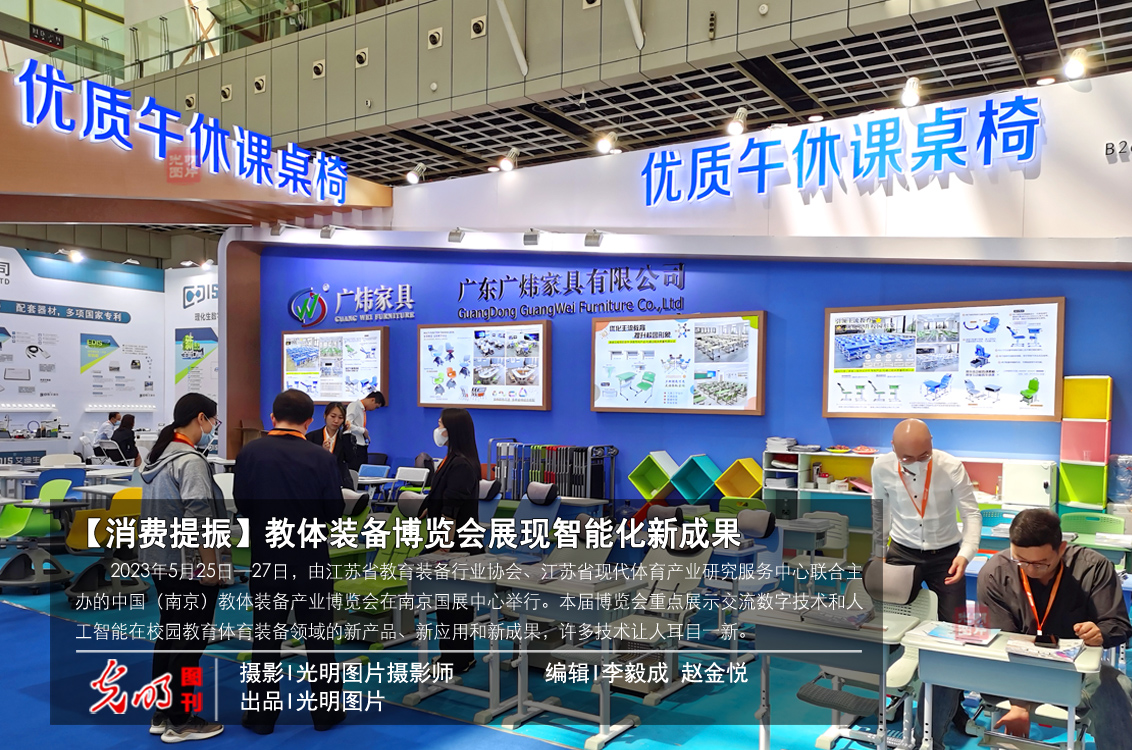 优质午休课桌椅
优质午休课桌椅
司
配套器材，多项国家专利
广炜家具
GUANG WEI FURNITURE
广东广炜家具有限公司
GuangDong GuangWei Furniture Co.,Ltd
EDIS
【消费提振】教体装备博览会展现智能化新成果
2023年5月25日—27日，由江苏省教育装备行业协会、江苏省现代体育产业研究服务中心联合主
办的中国（南京）教体装备产业博览会在南京国展中心举行。本届博览会重点展示交流数字技术和人
工智能在校园教育体育装备领域的新产品、新应用和新成果，许多技术让人耳目一新。
光明图刊
摄影|光明图片摄影师 编辑|李毅成 赵金悦
出品|光明图片